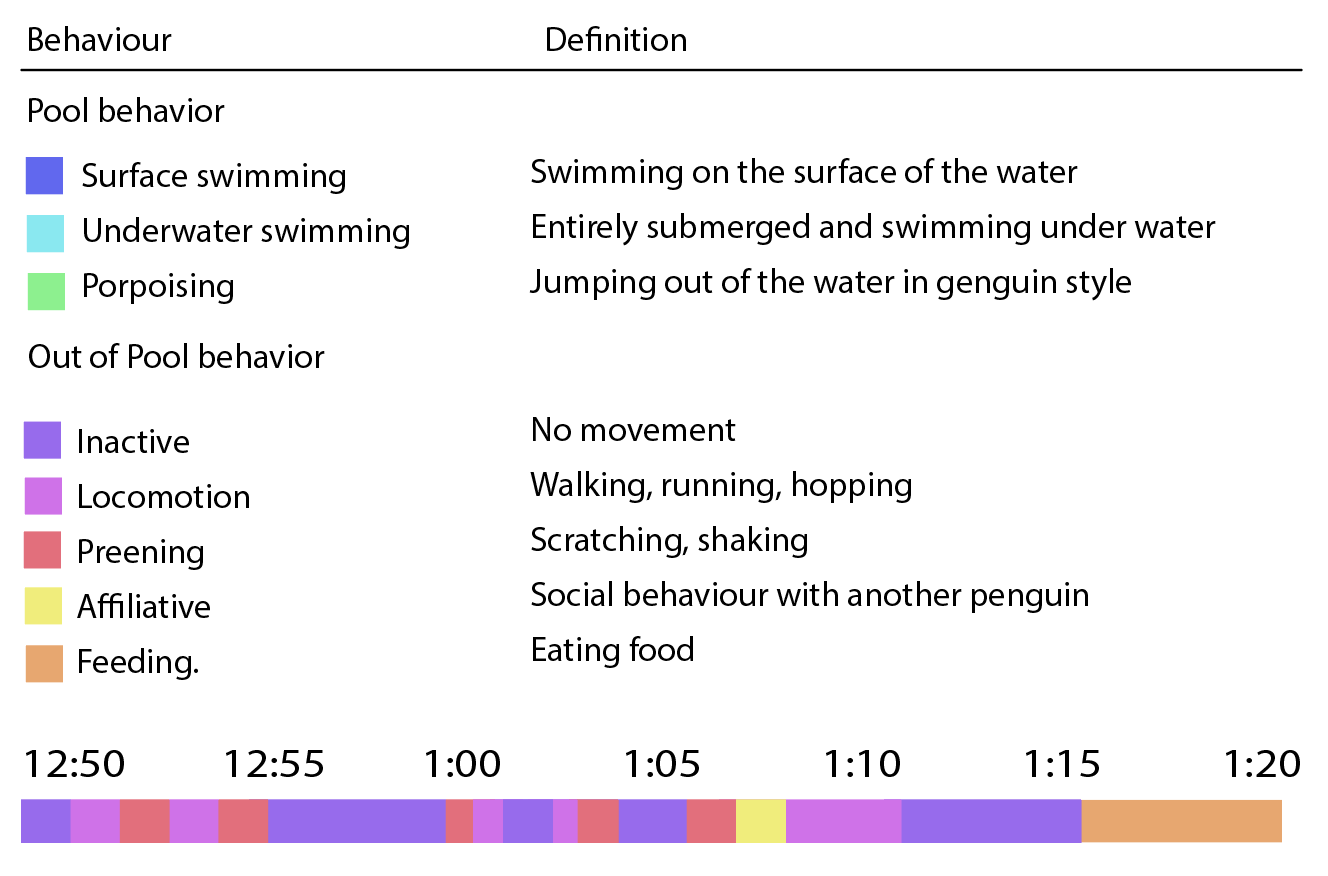 Behaviour Definition
Pool behavior
Surface swimming Swimming on the surface of the water
Underwater swimming Entirely submerged and swimming under water
Porpoising Jumping out of the water in genguin style
Out of Pool behavior
Inactive No movement
Locomotion Walking, running, hopping
Preening Scratching, shaking
Affiliative Social behaviour with another penguin
Feeding. Eating food
12:50 12:55 1:00 1:05 1:10 1:15 1:20